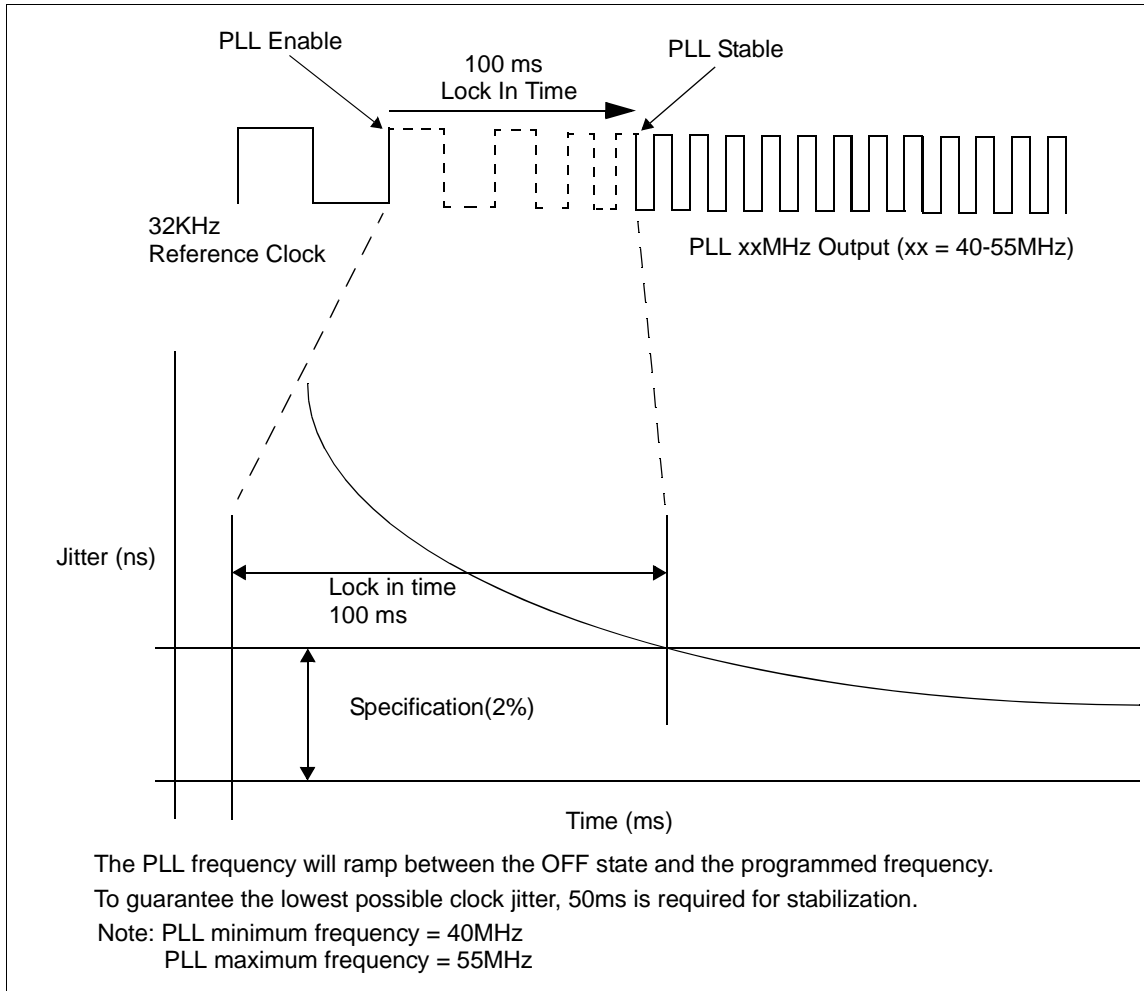 PLL Enable
100 ms
Lock In Time
PLL Stable
32KHz
Reference Clock
PLL xxMHz Output (xx = 40-55MHz)
Jitter (ns)
Lock in time
100 ms
Specification(2%)
Time (ms)
The PLL frequency will ramp between the OFF state and the programmed frequency.
To guarantee the lowest possible clock jitter, 50ms is required for stabilization.
Note: PLL minimum frequency = 40MHz
PLL maximum frequency = 55MHz